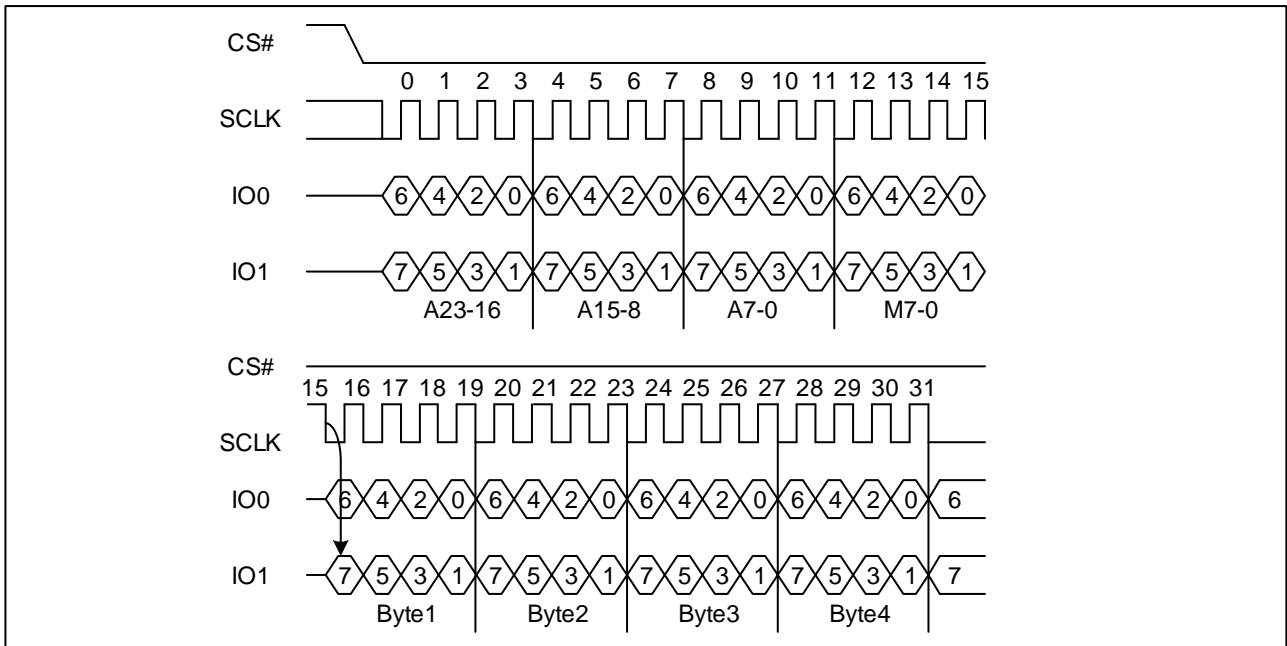 CS#
0 1 2 3 4 5 6 7 8 9 10 11 12 13 14 15
SCLK
IO0 6 4 2 0 6 4 2 0 6 4 2 0 6 4 2 0
IO1 7 5 3 1 7 5 3 1 7 5 3 1 7 5 3 1
A23-16 A15-8 A7-0 M7-0
CS#
15 16 17 18 19 20 21 22 23 24 25 26 27 28 29 30 31
SCLK
IO0 6 4 2 0 6 4 2 0 6 4 2 0 6 4 2 0 6
IO1 7 5 3 1 7 5 3 1 7 5 3 1 7 5 3 1 7
Byte1 Byte2 Byte3 Byte4